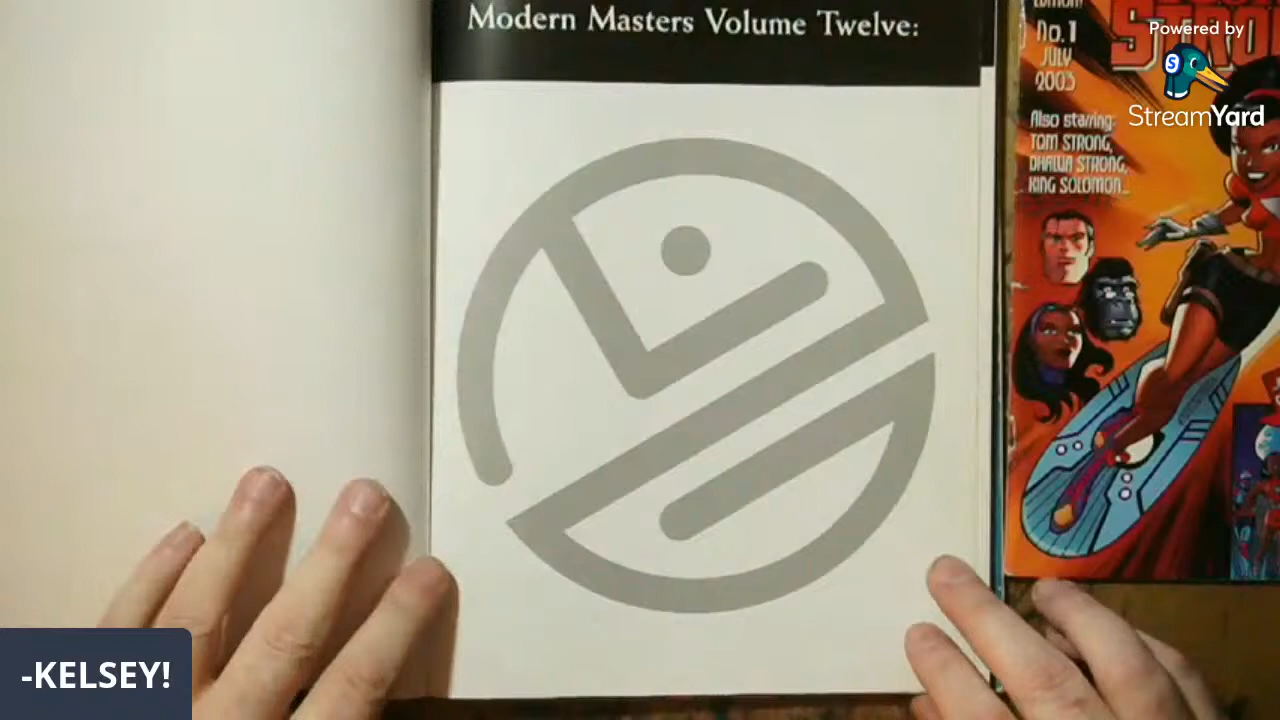 Modern Masters Volume Twelve:
No. 1
JULY
2003
Also starring:
TOM STRONG,
DHALUA STRONG,
KING SOLOMON...
Powered by
S
StreamYard
-KELSEY!